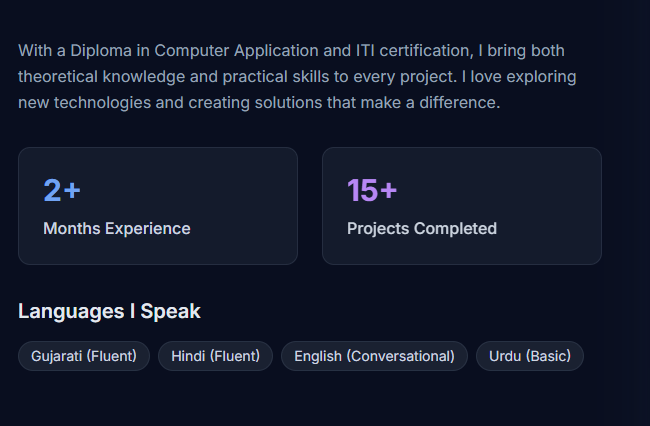 With a Diploma in Computer Application and ITI certification, I bring both
theoretical knowledge and practical skills to every project. I love exploring
new technologies and creating solutions that make a difference.
2+
Months Experience
15+
Projects Completed
Languages I Speak
Gujarati (Fluent)
Hindi (Fluent)
English (Conversational)
Urdu (Basic)